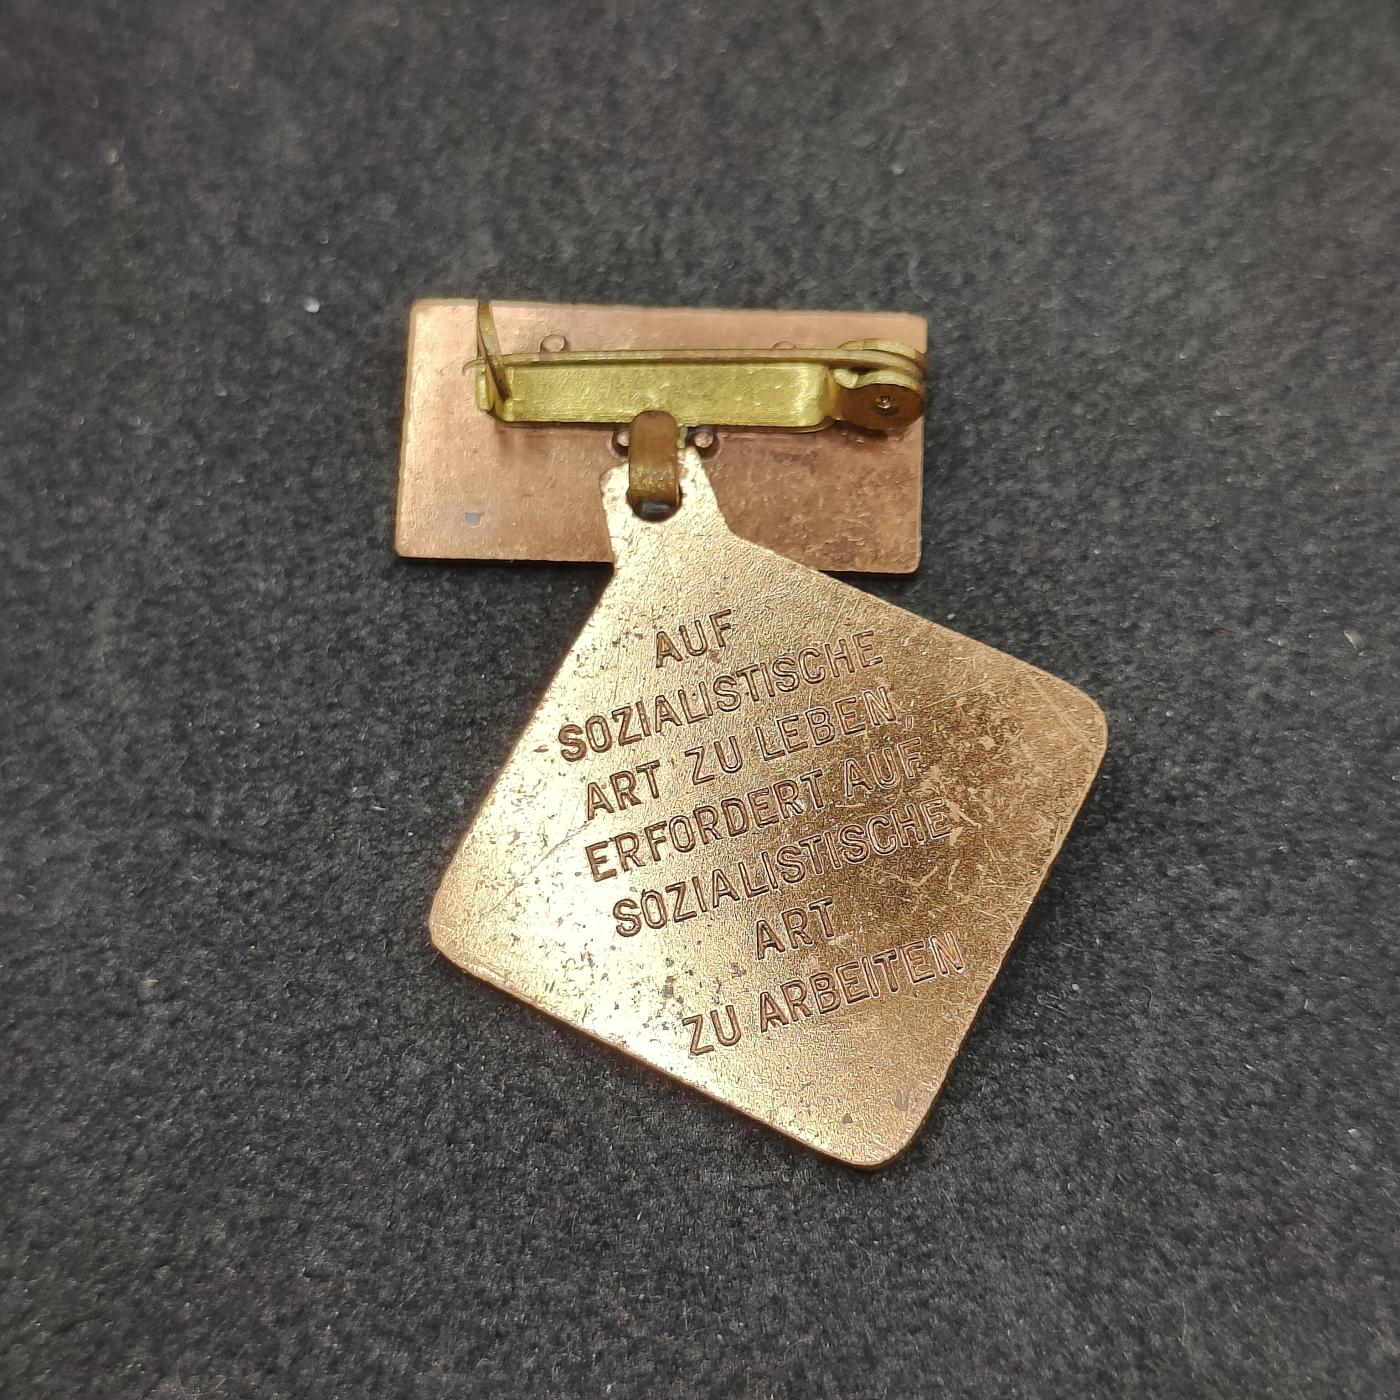 AUF
SOZIALISTISCHE
ART ZU LEBEN,
ERFORDERT AUF
SOZIALISTISCHE
ART
ZU ARBEITEN